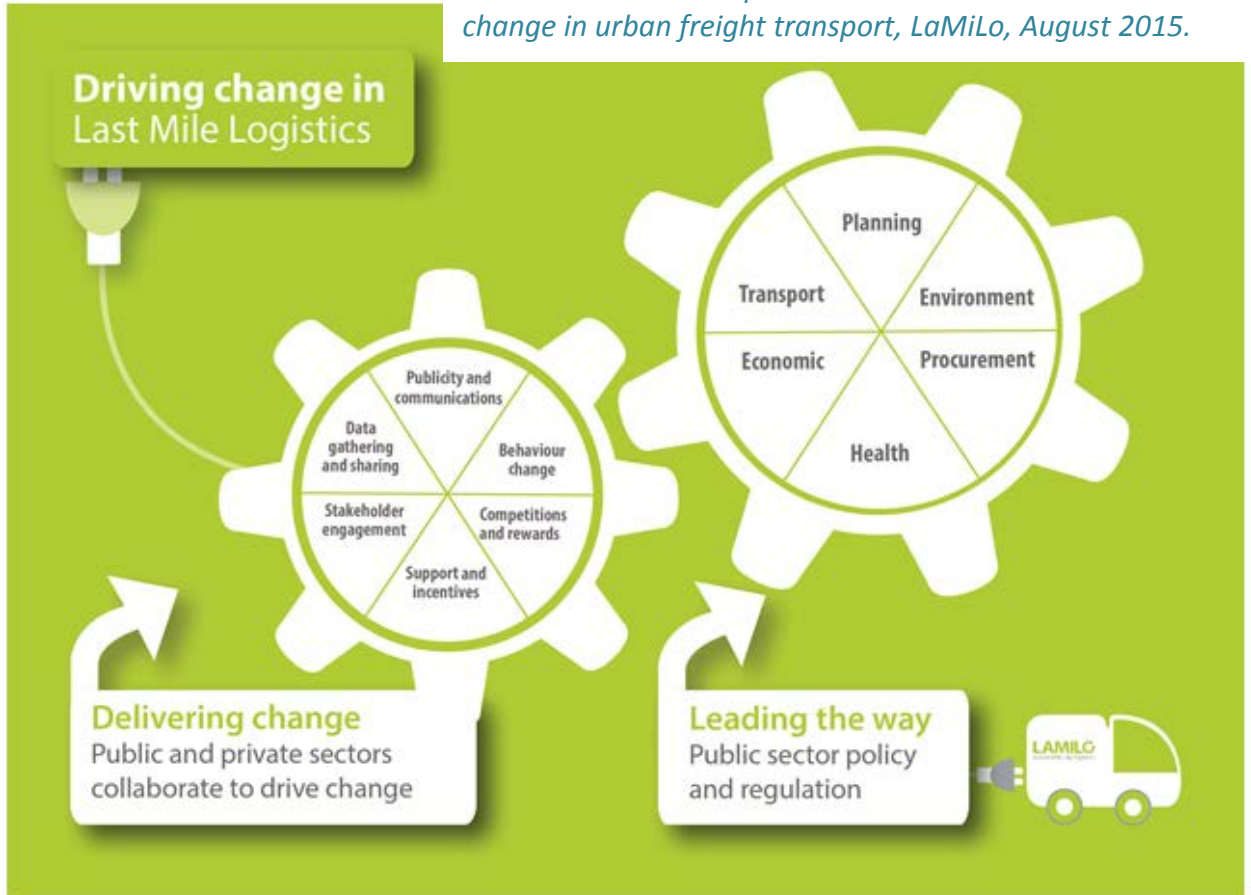 change in urban freight transport, LaMiLo, August 2015.
Driving change in
Last Mile Logistics
Planning
Transport
Environment
Economic
Procurement
Health
Publicity and
communications
Data
gathering
and sharing
Behaviour
change
Stakeholder
engagement
Competitions
and rewards
Support and
incentives
Delivering change
Public and private sectors
collaborate to drive change
Leading the way
Public sector policy
and regulation
LAMILO